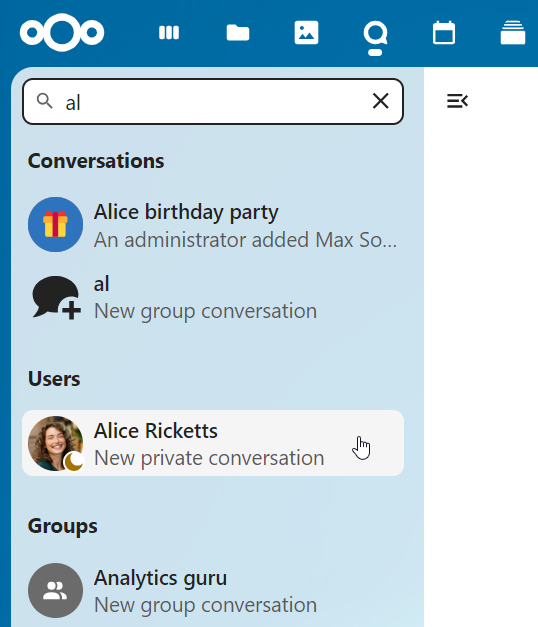 al
Conversations
Alice birthday party
An administrator added Max So...
al
New group conversation
Users
Alice Ricketts
New private conversation
Groups
Analytics guru
New group conversation